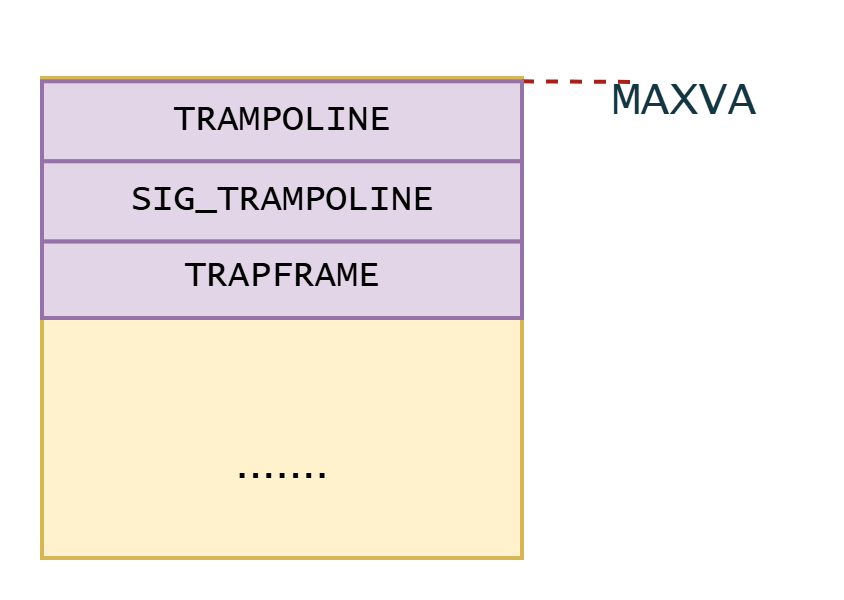 MAXVA
TRAMPOLINE
SIG_TRAMPOLINE
TRAPFRAME
.......